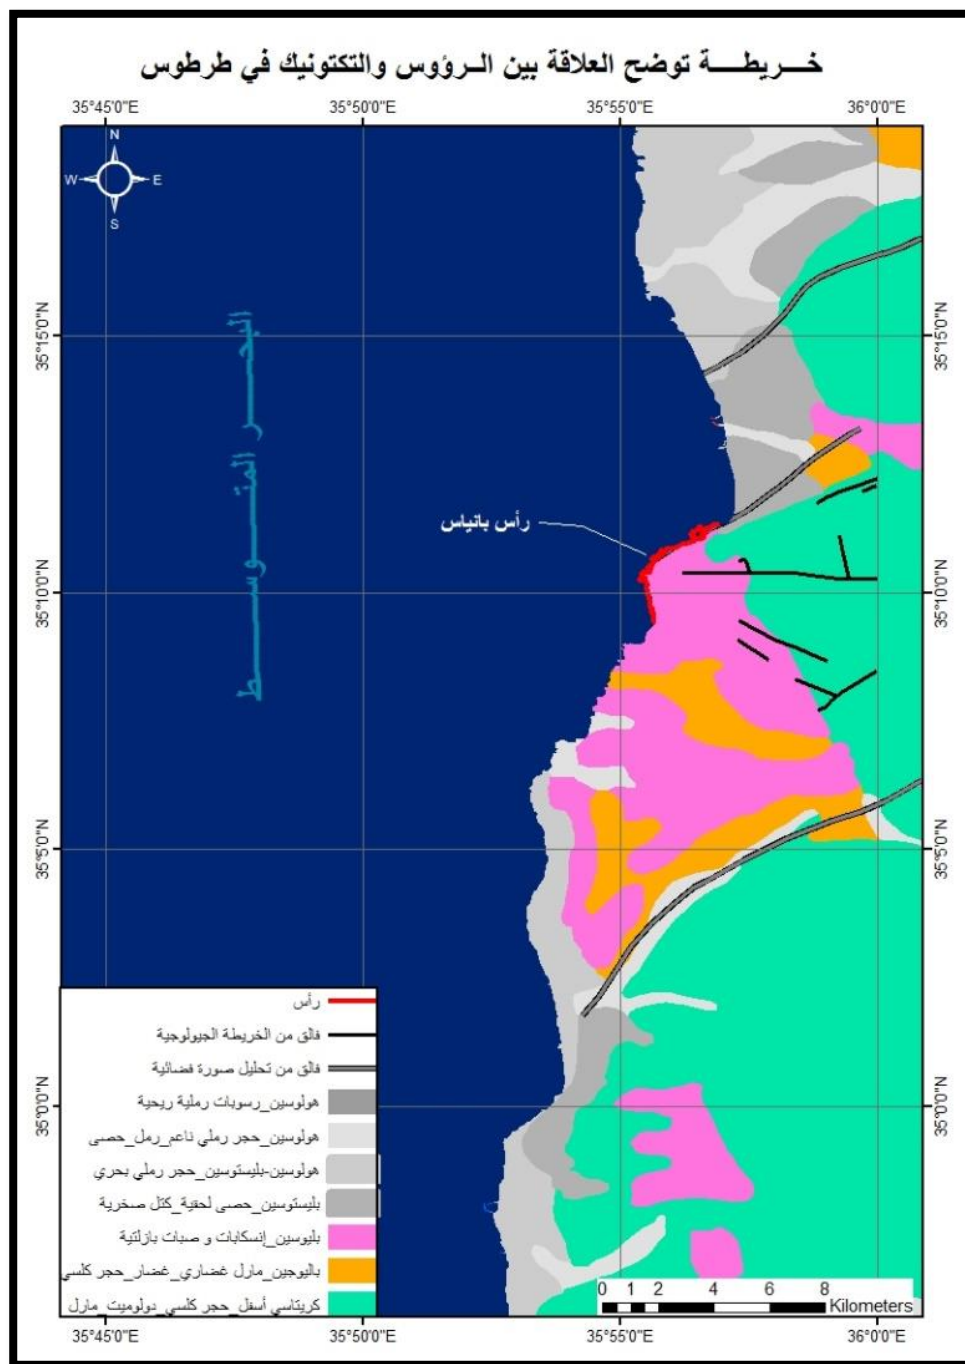 خـــريطـــــة توضح العلاقة بين الـرؤوس والتكتونيك في طرطوس
35°45'0"E 35°50'0"E 35°55'0"E 36°0'0"E
N
W E
S
35°15'0"N 35°15'0"N
البحـــر المتـــوســـط
رأس بانياس
35°10'0"N 35°10'0"N
35°5'0"N 35°5'0"N
35°0'0"N 35°0'0"N
رأس
فالق من الخريطة الجيولوجية
فالق من تحليل صورة فضائية
هولوسين_رسوبات رملية ريحية
هولوسين_حجر رملي ناعم_رمل_حصى
هولوسين-بليستوسين_حجر رملي بحري
بليستوسين_حصى لحقية_كتل صخرية
بليوسين_إنسكابات و صبات بازلتية
باليوجين_مارل غضاري_غضار_حجر كلسي
كريتاسي أسفل_حجر كلسي_دولوميت_مارل
0 1 2 4 6 8
Kilometers
35°45'0"E 35°50'0"E 35°55'0"E 36°0'0"E